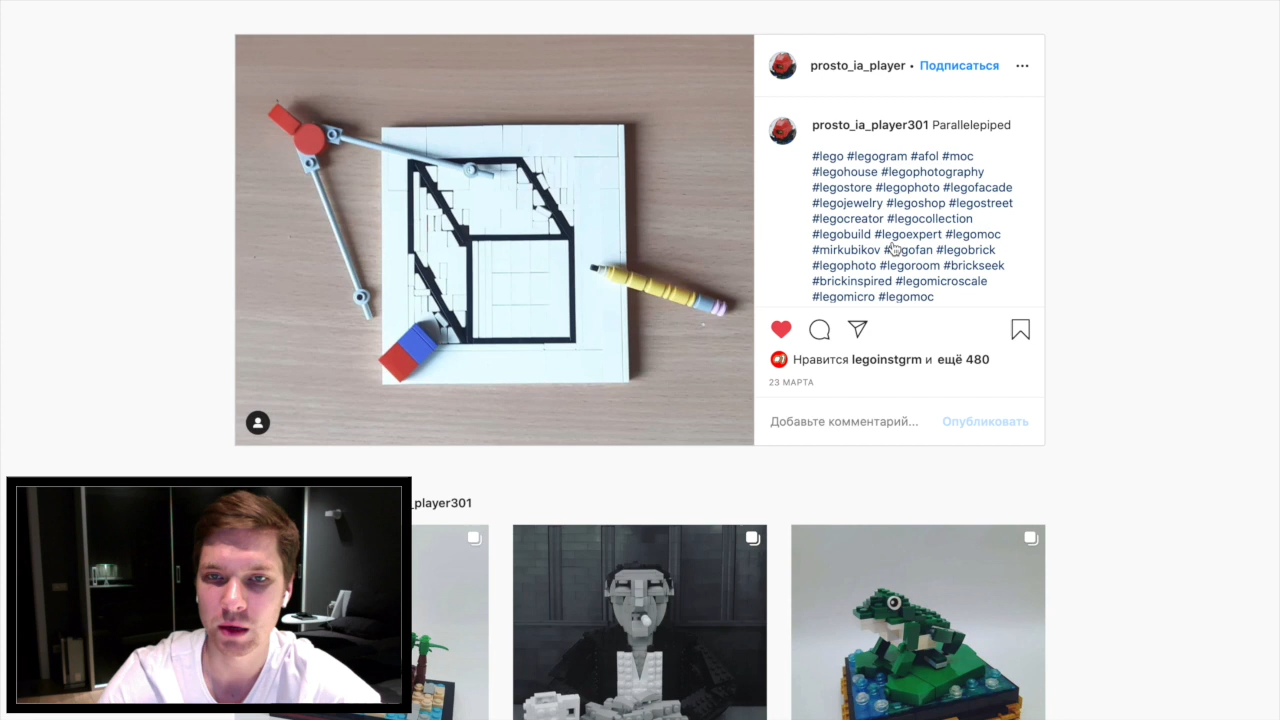 prosto_ia_player • Подписаться
prosto_ia_player301 Parallelepiped
#lego #legogram #afol #moc
#legohouse #legophotography
#legostore #legophoto #legofacade
#legojewelry #legoshop #legostreet
#legocreator #legocollection
#legobuild #legoexpert #legomoc
#mirkubikov #legofan #legobrick
#legophoto #legoroom #brickseek
#brickinspired #legomicroscale
#legomicro #legomoc
Нравится legoinstgrm и ещё 480
23 МАРТА
Добавьте комментарий... Опубликовать
_player301